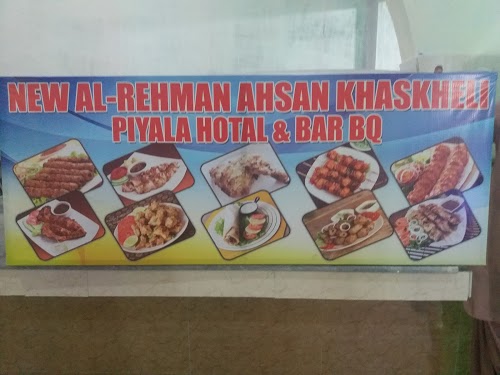 NEW AL-REHMAN AHSAN KHASKHELI
PIYALA HOTAL & BAR BQ